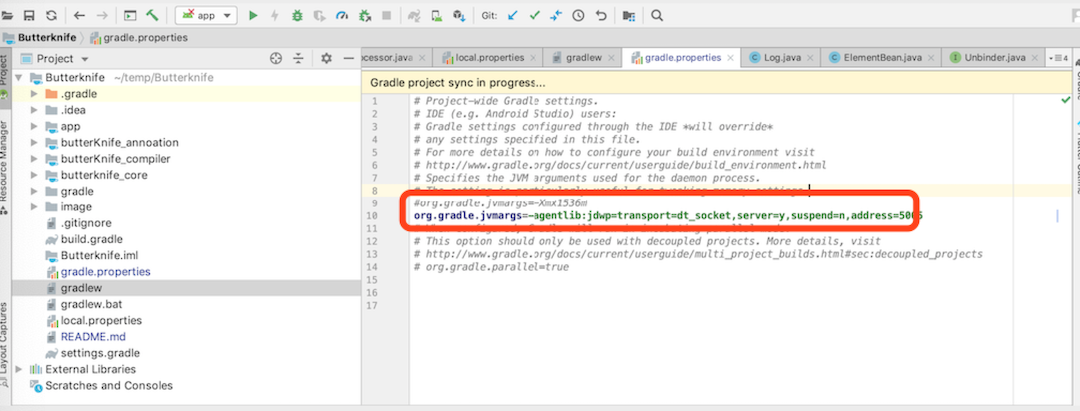 app
Git:
Butterknife
gradle.properties
Project
Project
Resource Manager
Layout Captures
Butterknife ~/temp/Butterknife
.gradle
.idea
app
butterKnife_annoation
butterKnife_compiler
butterknife_core
gradle
image
.gitignore
build.gradle
Butterknife.iml
gradle.properties
gradlew
gradlew.bat
local.properties
README.md
settings.gradle
External Libraries
Scratches and Consoles
ocessor.java
local.properties
gradlew
gradle.properties
Log.java
ElementBean.java
Unbinder.java
4
Gradle project sync in progress...
1 # Project-wide Gradle settings.
2 # IDE (e.g. Android Studio) users:
3 # Gradle settings configured through the IDE *will override*
4 # any settings specified in this file.
5 # For more details on how to configure your build environment visit
6 # http://www.gradle.org/docs/current/userguide/build_environment.html
7 # Specifies the JVM arguments used for the daemon process.
8 # The setting is particularly useful for tweaking memory settings.
9 #org.gradle.jvmargs=-Xmx1536m
10 org.gradle.jvmargs=-agentlib:jdwp=transport=dt_socket,server=y,suspend=n,address=5005
11 #
12 # This option should only be used with decoupled projects. More details, visit
13 # http://www.gradle.org/docs/current/userguide/multi_project_builds.html#sec:decoupled_projects
14 # org.gradle.parallel=true
15
16
17